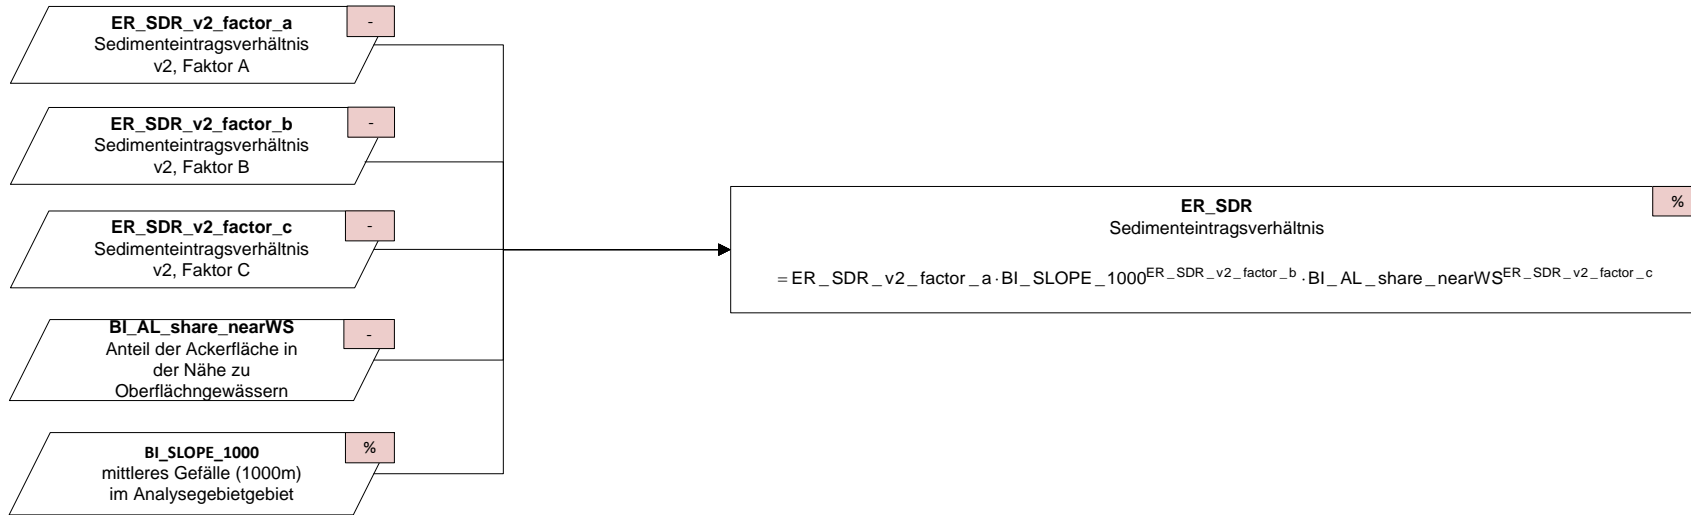 ER_SDR_v2_factor_a
-
Sedimenteintragsverhältnis
v2, Faktor A
ER_SDR_v2_factor_b
-
Sedimenteintragsverhältnis
v2, Faktor B
ER_SDR_v2_factor_c
-
Sedimenteintragsverhältnis
v2, Faktor C
BI_AL_share_nearWS
-
Anteil der Ackerfläche in
der Nähe zu
Oberflächngewässern
BI_SLOPE_1000
%
mittleres Gefälle (1000m)
im Analysegebietgebiet
ER_SDR
%
Sedimenteintragsverhältnis
= ER_SDR_v2_factor_a · BI_SLOPE_1000^ER_SDR_v2_factor_b · BI_AL_share_nearWS^ER_SDR_v2_factor_c